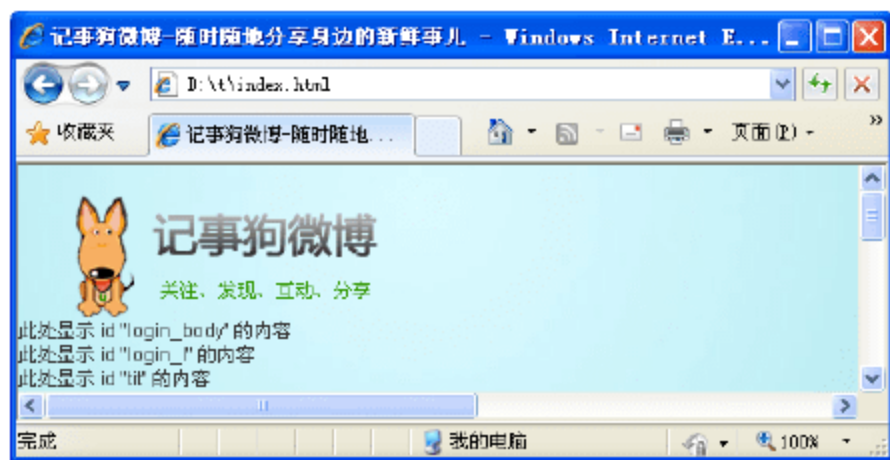 记事狗微博-随时随地分享身边的新鲜事儿 - Windows Internet E...
D:\t\index.html
收藏夹
记事狗微博-随时随地...
页面(P)
»
记事狗微博
关注、发现、互动、分享
此处显示 id "login_body" 的内容
此处显示 id "login_l" 的内容
此处显示 id "tit" 的内容
完成
我的电脑
100%